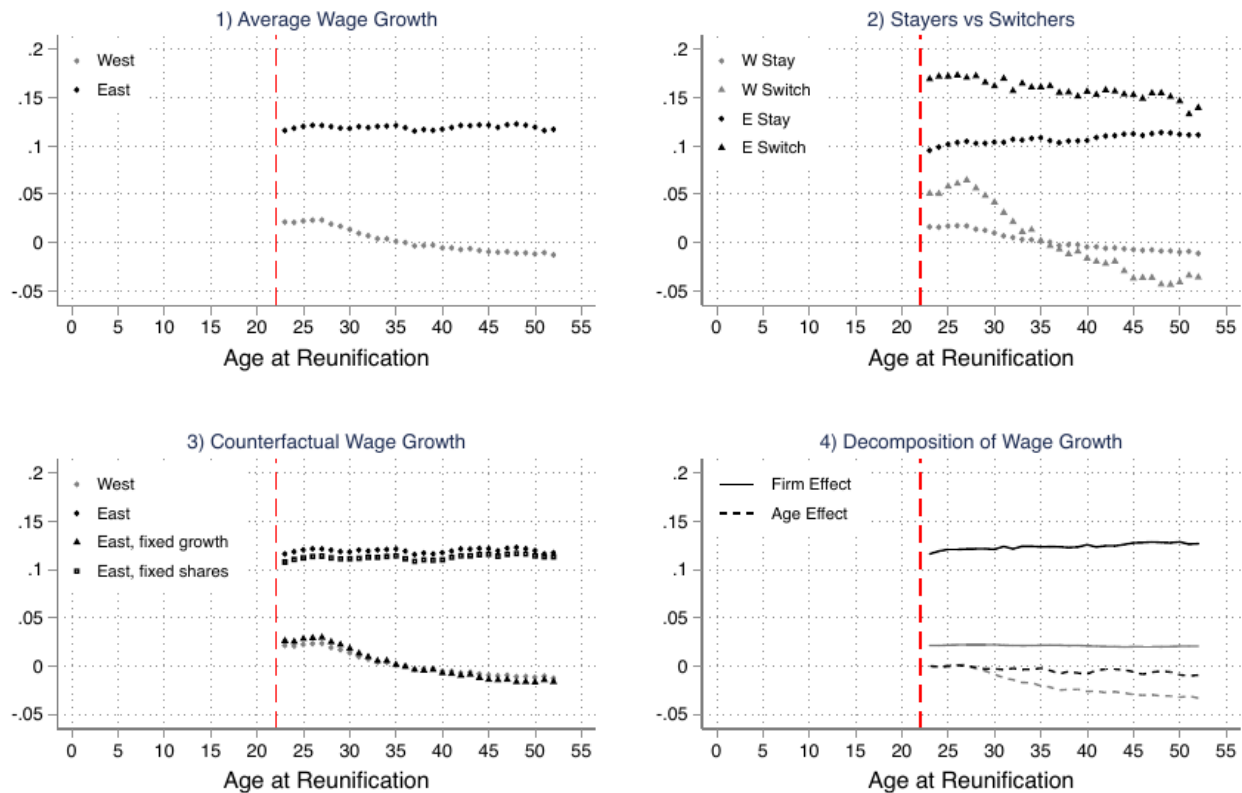 1) Average Wage Growth
.2
.15
.1
.05
0
-.05
West
East
0 5 10 15 20 25 30 35 40 45 50 55
Age at Reunification
2) Stayers vs Switchers
.2
.15
.1
.05
0
-.05
W Stay
W Switch
E Stay
E Switch
0 5 10 15 20 25 30 35 40 45 50 55
Age at Reunification
3) Counterfactual Wage Growth
.2
.15
.1
.05
0
-.05
West
East
East, fixed growth
East, fixed shares
0 5 10 15 20 25 30 35 40 45 50 55
Age at Reunification
4) Decomposition of Wage Growth
.2
.15
.1
.05
0
-.05
Firm Effect
Age Effect
0 5 10 15 20 25 30 35 40 45 50 55
Age at Reunification